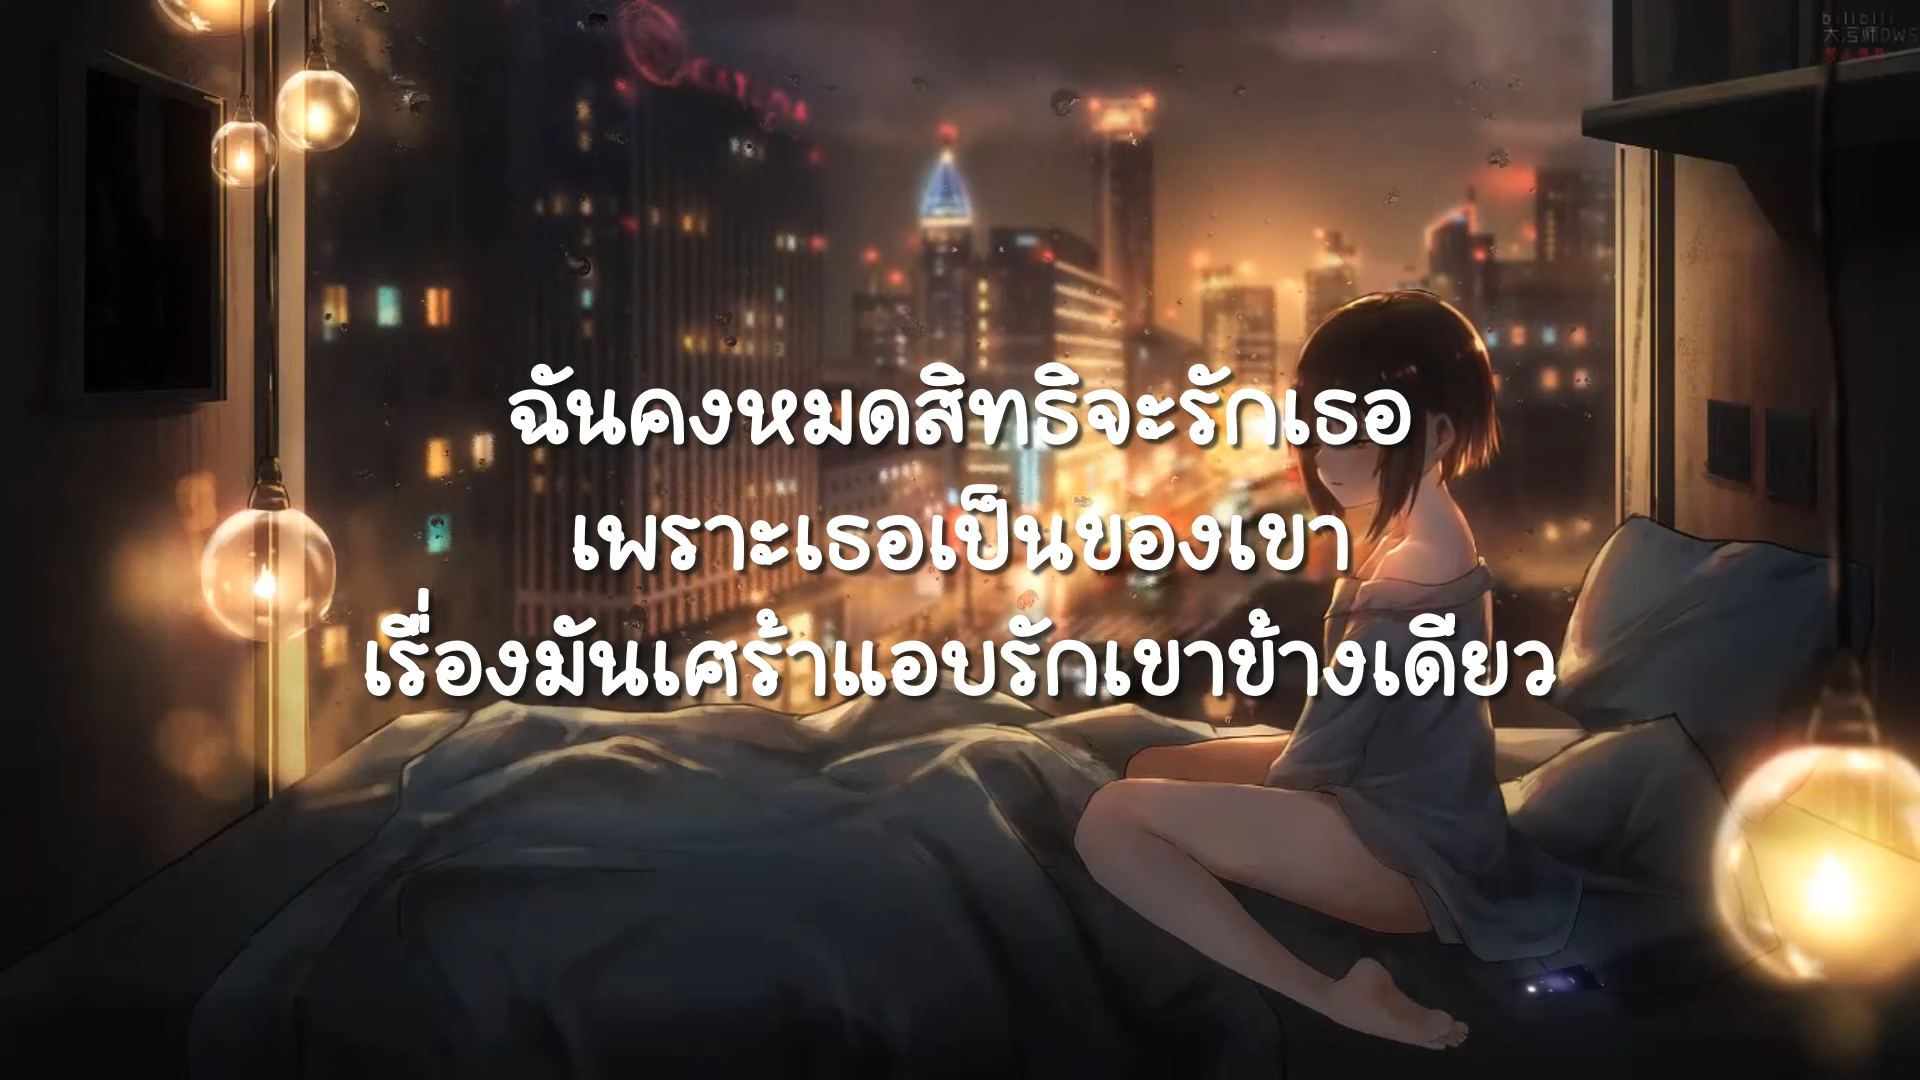 bilibili
ฉันคงหมดสิทธิจะรักเธอ
เพราะเธอเป็นของเขา
เรื่องมันเศร้าแอบรักเขาข้างเดียว